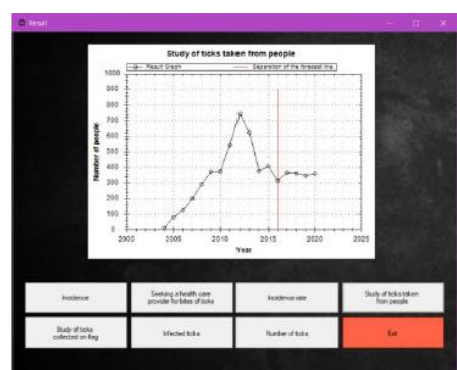 Result
Study of ticks taken from people
Result Graph
Separation of the forecast line
Number of people
1000
900
800
700
600
500
400
300
200
100
0
2000
2005
2010
2015
2020
2025
Year
Incidence
Seeking a health care
provider for bites of ticks
Incidence rate
Study of ticks taken
from people
Study of ticks
collected on flag
Infected ticks
Number of ticks
Exit